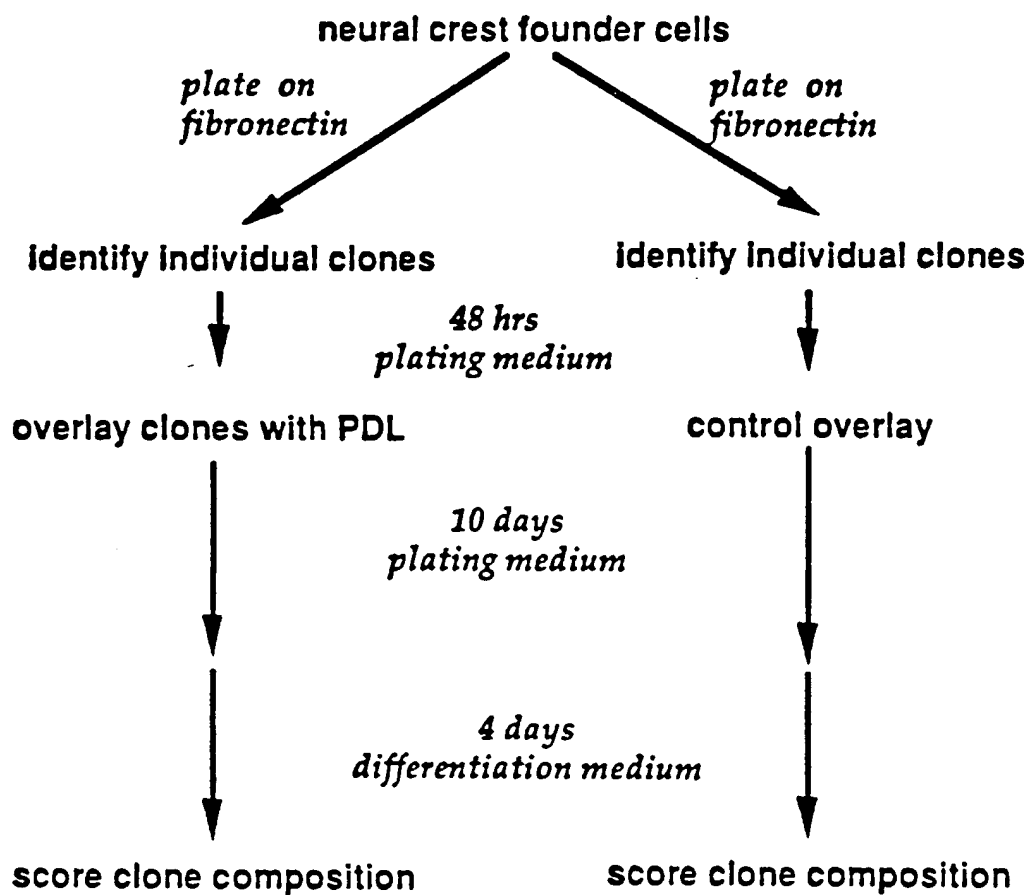 neural crest founder cells
plate on
fibronectin
plate on
fibronectin
identify individual clones
identify individual clones
48 hrs
plating medium
overlay clones with PDL
control overlay
10 days
plating medium
4 days
differentiation medium
score clone composition
score clone composition